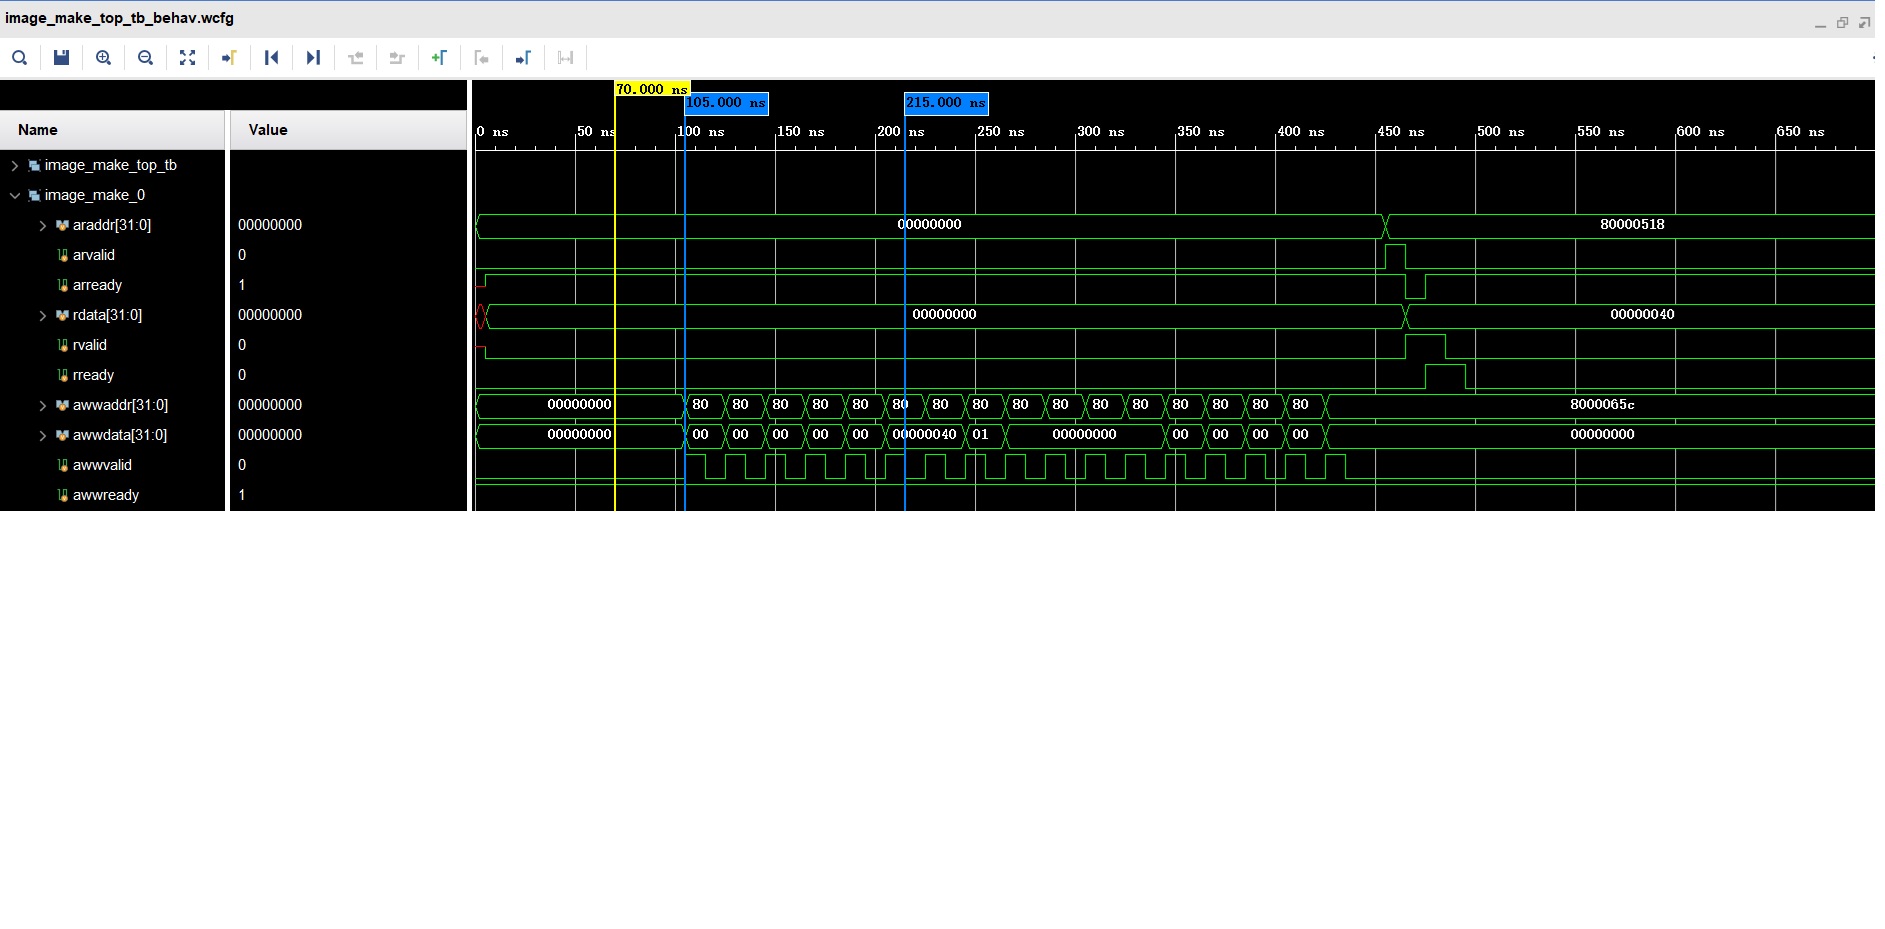 image_make_top_tb_behav.wcfg
70.000 ns
105.000 ns 215.000 ns
Name Value 0 ns 50 ns 100 ns 150 ns 200 ns 250 ns 300 ns 350 ns 400 ns 450 ns 500 ns 550 ns 600 ns 650 ns
image_make_top_tb
image_make_0
araddr[31:0] 00000000 00000000 80000518
arvalid 0
arready 1
rdata[31:0] 00000000 00000000 00000040
rvalid 0
rready 0
awwaddr[31:0] 00000000 00000000 80 80 80 80 80 80 80 80 80 80 80 80 80 80 80 80 8000065c
awwdata[31:0] 00000000 00000000 00 00 00 00 00 00000040 01 00000000 00 00 00 00 00000000
awwvalid 0
awwready 1